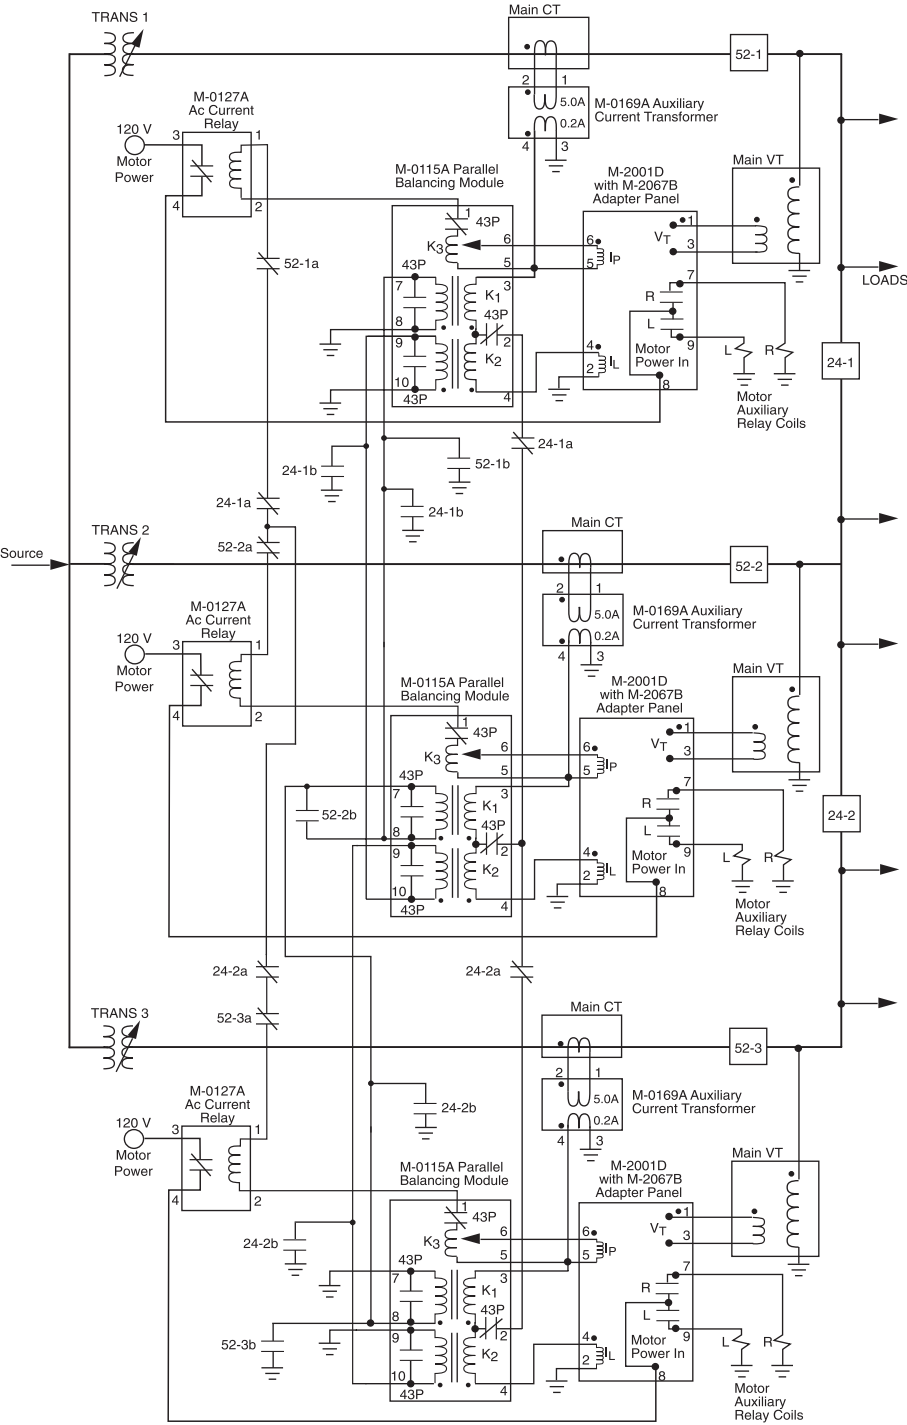 TRANS 1
Main CT
52-1
2 1
5.0A
0.2A
4 3
M-0169A Auxiliary
Current Transformer
M-0127A
Ac Current
Relay
120 V
Motor
Power
3 1
4 2
M-0115A Parallel
Balancing Module
M-2001D
with M-2067B
Adapter Panel
Main VT
1
43P
K3
6
5
6
5
IP
VT
1
3
52-1a
43P
7
8
9
10
43P
K1
43P
K2
3
2
4
4
2
IL
7
R
L
9
Motor
Power In
8
L R
Motor
Auxiliary
Relay Coils
LOADS
24-1
24-1b
52-1b
24-1b
24-1a
24-1a
52-2a
Source
TRANS 2
Main CT
52-2
2 1
5.0A
0.2A
4 3
M-0169A Auxiliary
Current Transformer
M-0127A
Ac Current
Relay
120 V
Motor
Power
3 1
4 2
M-0115A Parallel
Balancing Module
M-2001D
with M-2067B
Adapter Panel
Main VT
1
43P
K3
6
5
6
5
IP
VT
1
3
52-2b
43P
7
8
9
10
43P
K1
43P
K2
3
2
4
4
2
IL
7
R
L
9
Motor
Power In
8
L R
Motor
Auxiliary
Relay Coils
24-2
24-2a
24-2a
52-3a
TRANS 3
Main CT
52-3
2 1
5.0A
0.2A
4 3
M-0169A Auxiliary
Current Transformer
M-0127A
Ac Current
Relay
120 V
Motor
Power
3 1
4 2
24-2b
M-0115A Parallel
Balancing Module
M-2001D
with M-2067B
Adapter Panel
Main VT
1
43P
K3
6
5
6
5
IP
VT
1
3
24-2b
52-3b
43P
7
8
9
10
43P
K1
43P
K2
3
2
4
4
2
IL
7
R
L
9
Motor
Power In
8
L R
Motor
Auxiliary
Relay Coils